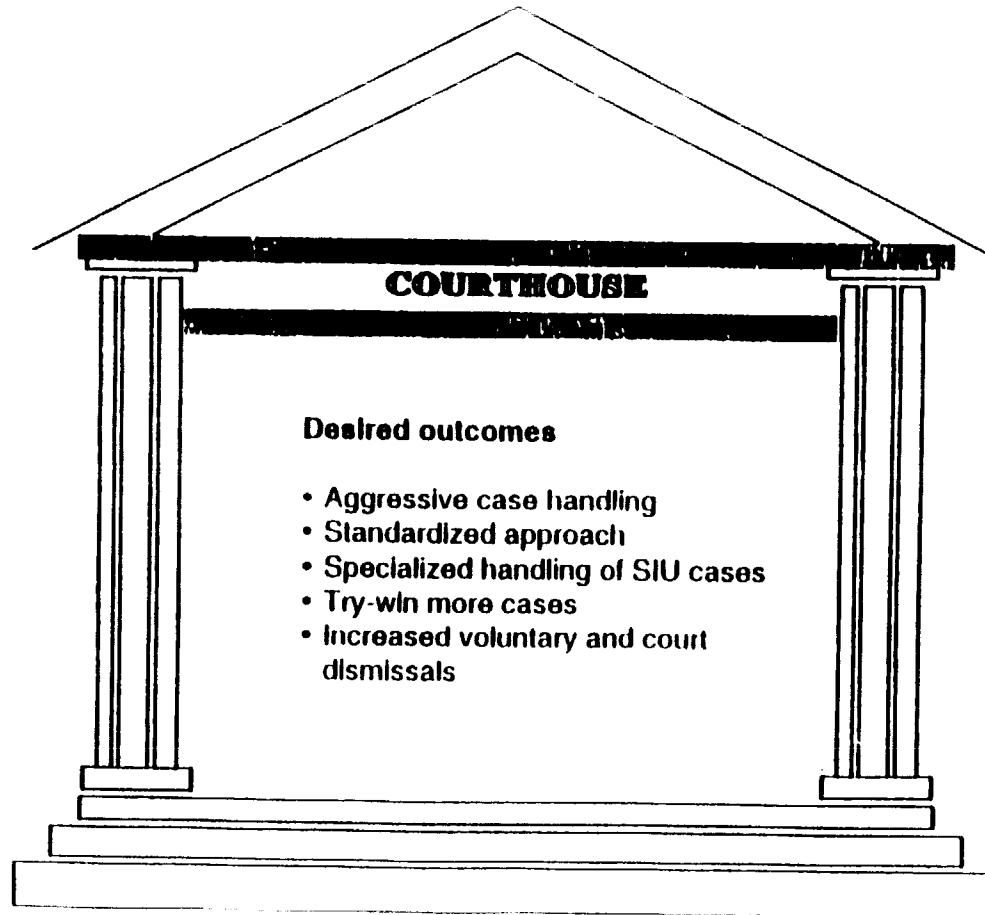 COURTHOUSE
Desired outcomes
• Aggressive case handling
• Standardized approach
• Specialized handling of SIU cases
• Try-win more cases
• Increased voluntary and court
dismissals